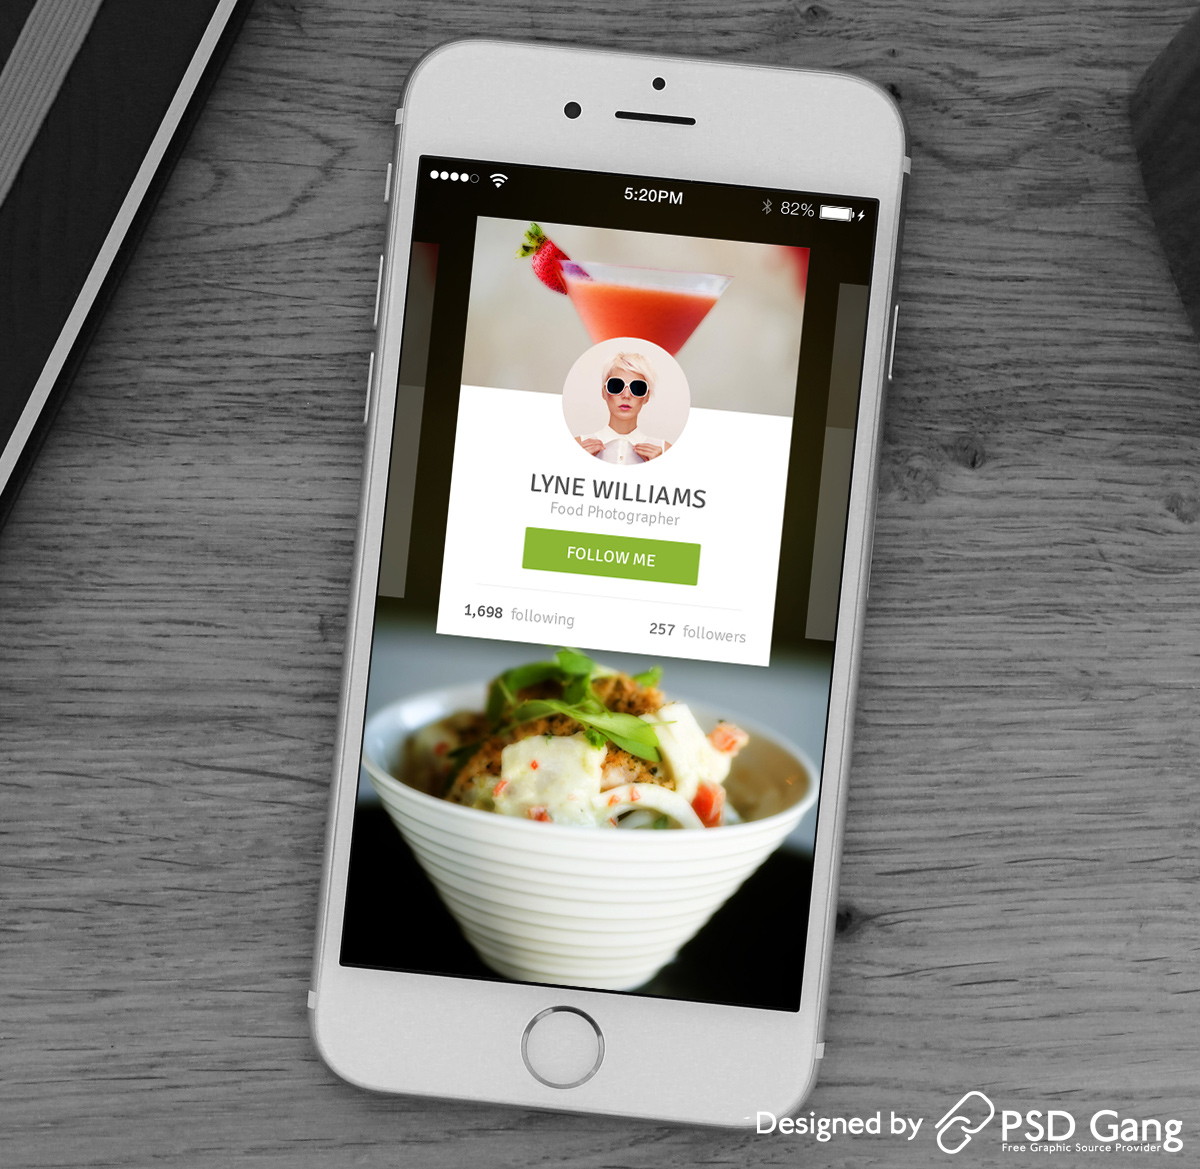 5:20PM
82%
LYNE WILLIAMS
Food Photographer
FOLLOW ME
1,698 following
257 followers
Designed by PSD Gang
Free Graphic Source Provider